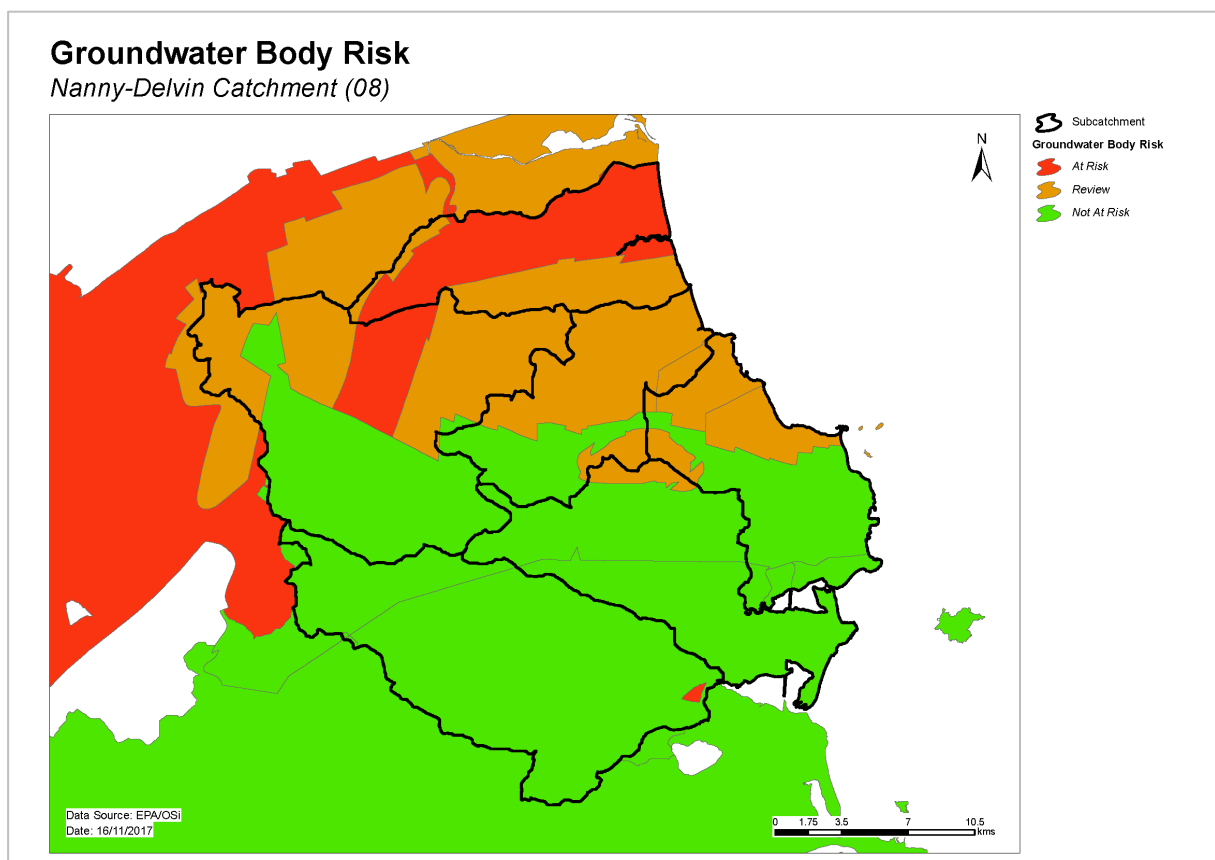 Groundwater Body Risk
Nanny-Delvin Catchment (08)
N
Subcatchment
Groundwater Body Risk
At Risk
Review
Not At Risk
Data Source: EPA/OSi
Date: 16/11/2017
0 1.75 3.5 7 10.5
kms